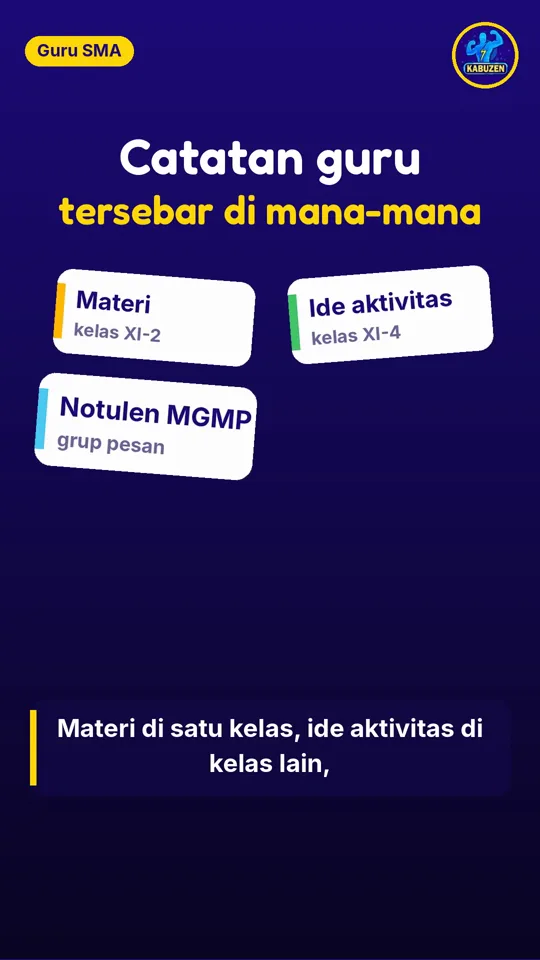 Guru SMA
7
KABUZEN
Catatan guru
tersebar di mana-mana
Materi
kelas XI-2
Ide aktivitas
kelas XI-4
Notulen MGMP
grup pesan
Materi di satu kelas, ide aktivitas di
kelas lain,